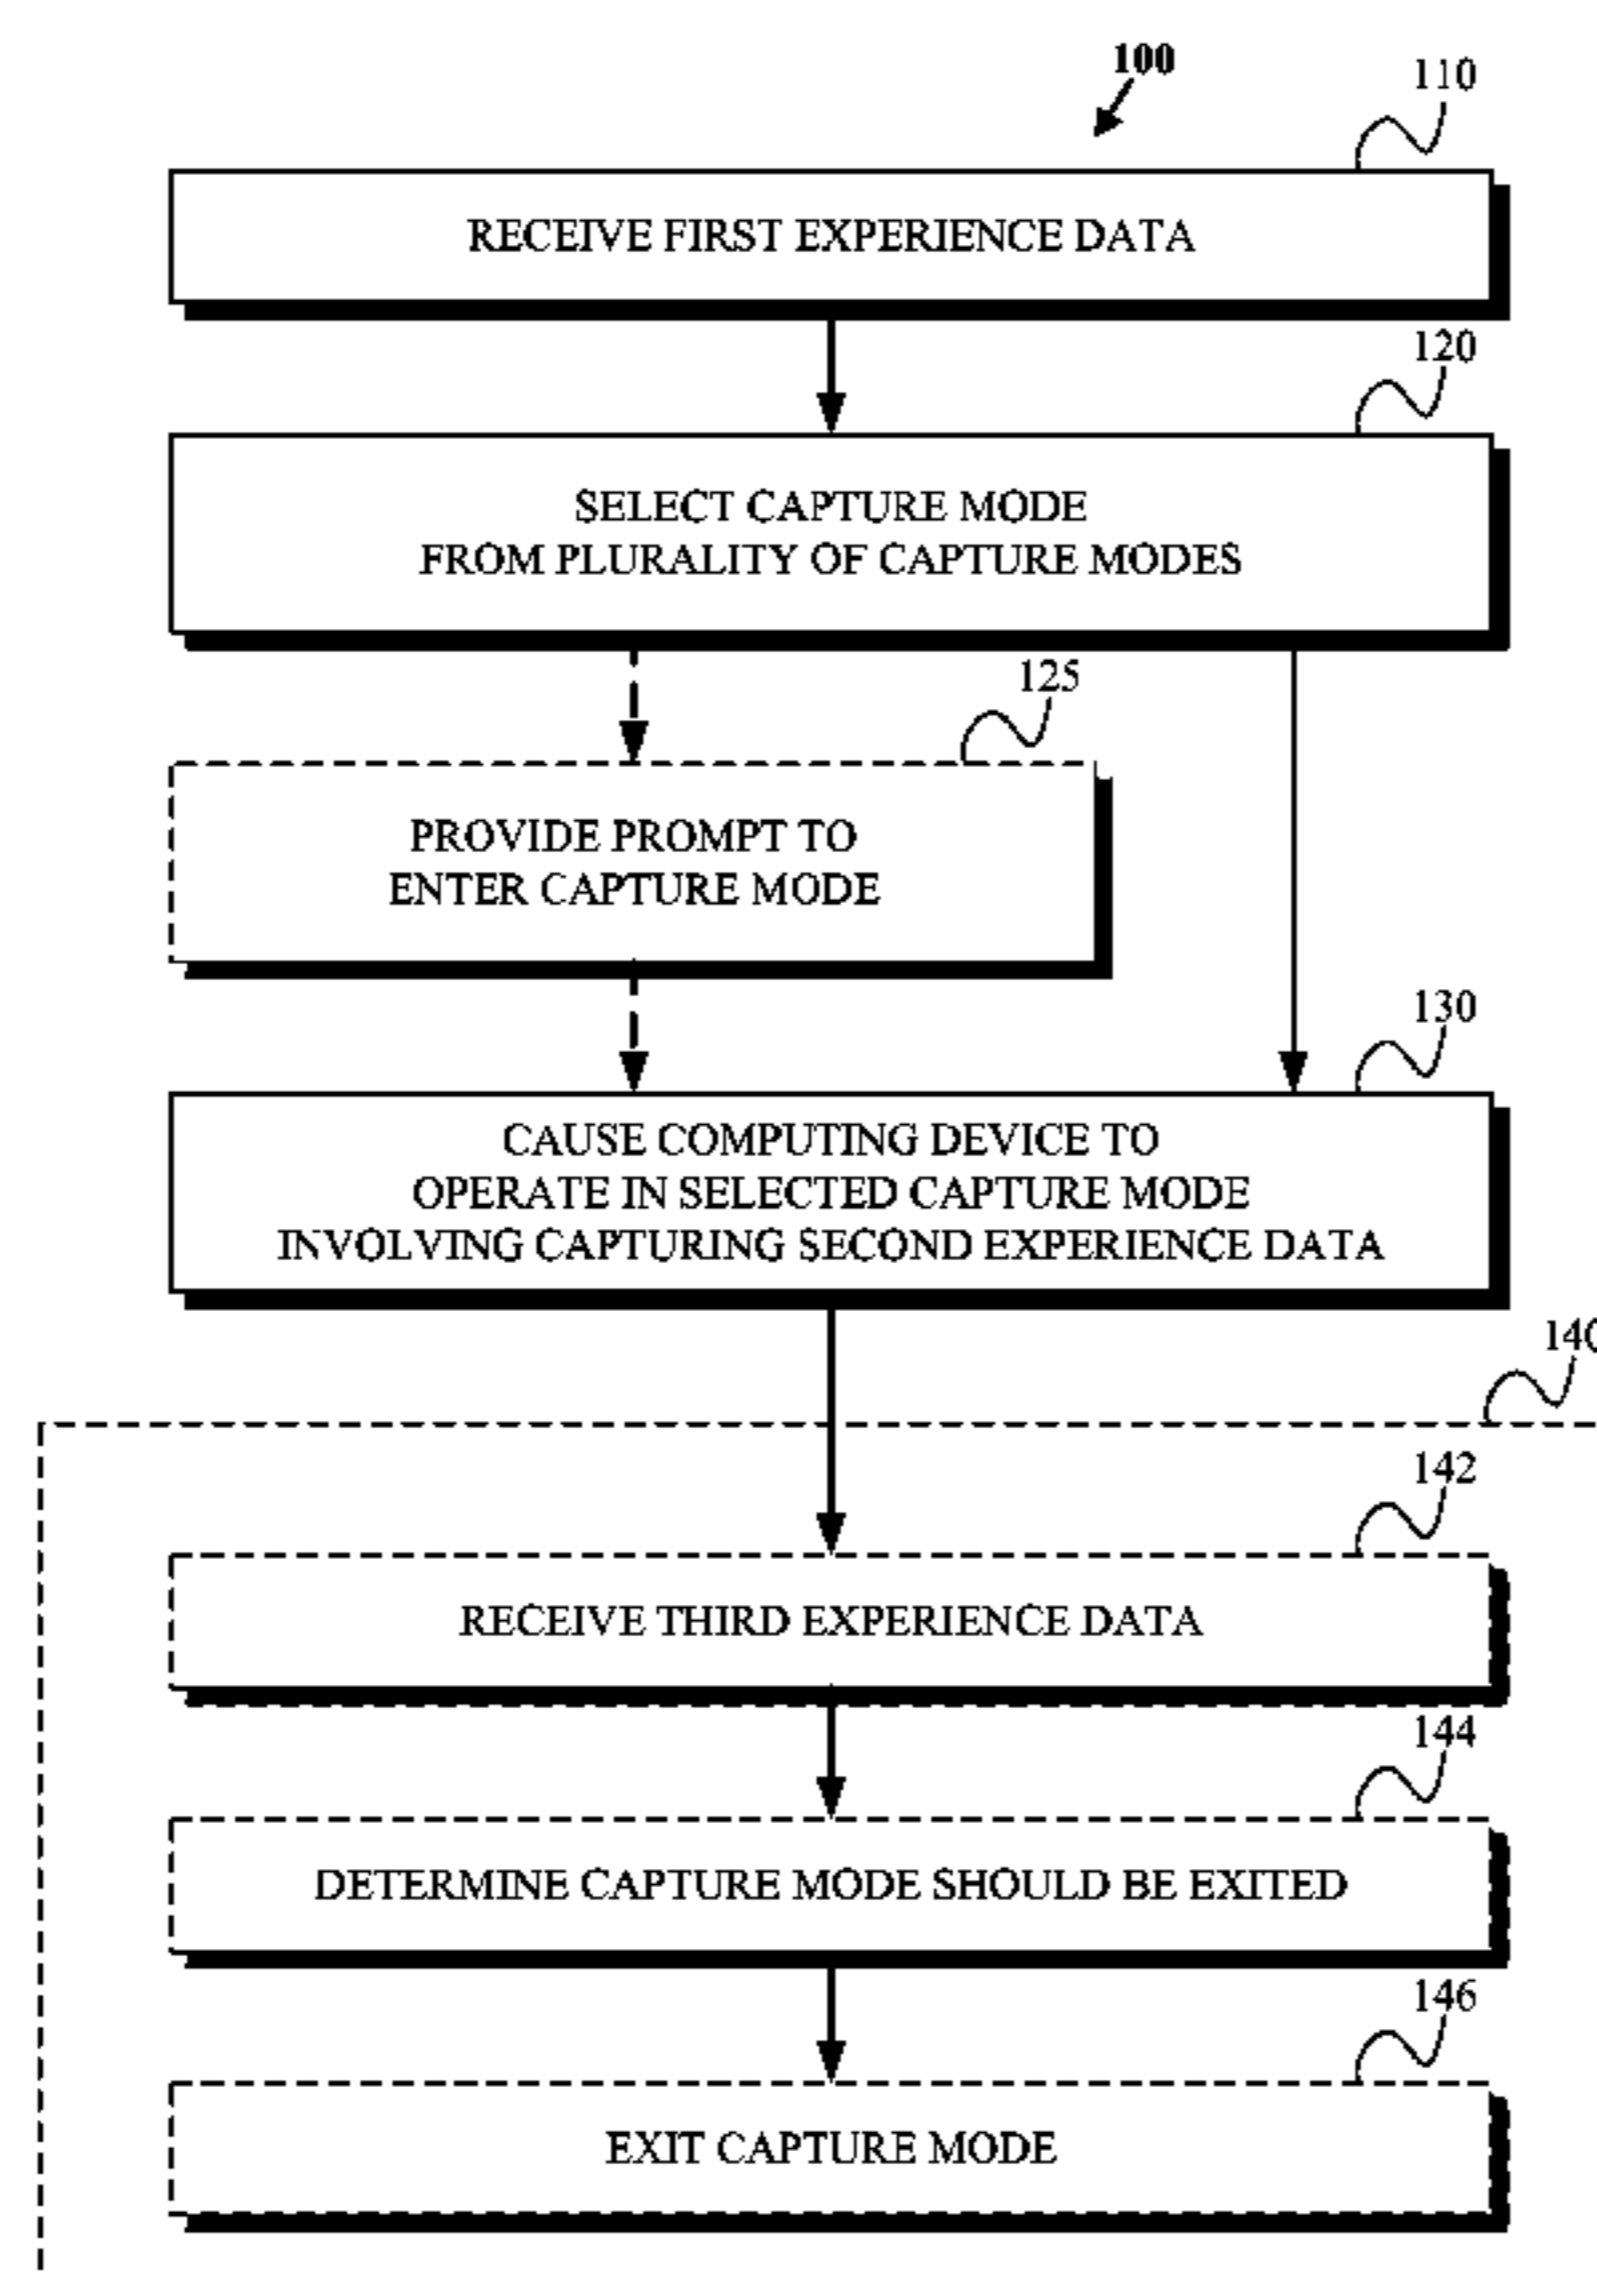 100
110
RECEIVE FIRST EXPERIENCE DATA
120
SELECT CAPTURE MODE
FROM PLURALITY OF CAPTURE MODES
125
PROVIDE PROMPT TO
ENTER CAPTURE MODE
130
CAUSE COMPUTING DEVICE TO
OPERATE IN SELECTED CAPTURE MODE
INVOLVING CAPTURING SECOND EXPERIENCE DATA
140
142
RECEIVE THIRD EXPERIENCE DATA
144
DETERMINE CAPTURE MODE SHOULD BE EXITED
146
EXIT CAPTURE MODE